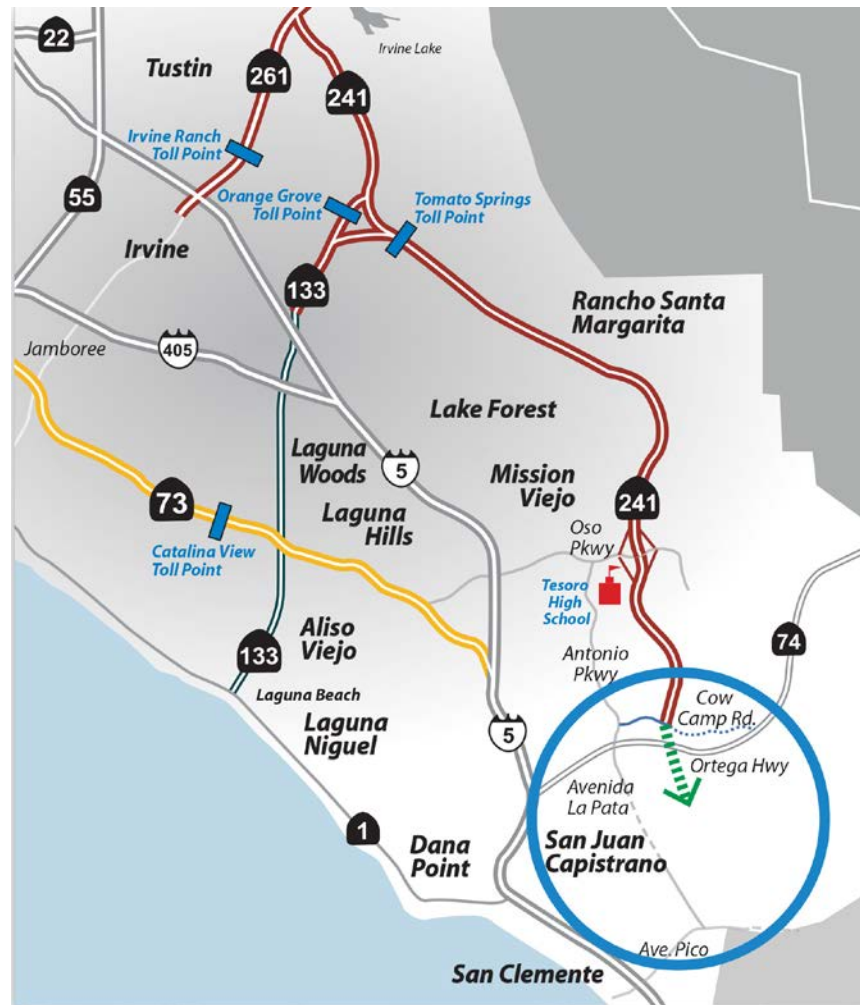 22
Irvine Lake
Tustin
261
241
Irvine Ranch
Toll Point
55
Orange Grove
Toll Point
Tomato Springs
Toll Point
Irvine
133
Rancho Santa
Margarita
Jamboree
405
Lake Forest
Laguna
Woods
5
Mission
Viejo
73
241
Laguna
Hills
Oso
Pkwy
Catalina View
Toll Point
Tesoro
High
School
Aliso
Viejo
74
133
Antonio
Pkwy
Laguna Beach
Cow
Camp Rd.
Laguna
Niguel
5
Ortega Hwy
Avenida
La Pata
1
Dana
Point
San Juan
Capistrano
Ave. Pico
San Clemente